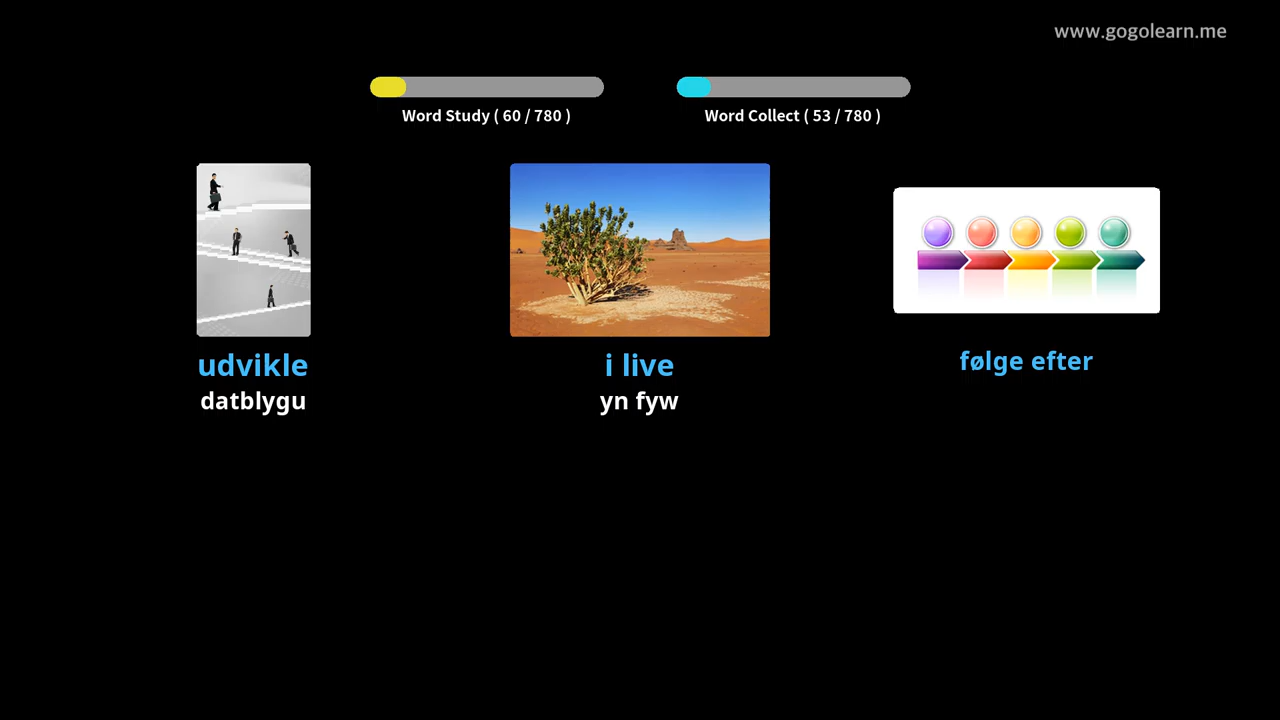 www.gogolearn.me
Word Study ( 60 / 780 )
Word Collect ( 53 / 780 )
udvikle
datblygu
i live
yn fyw
følge efter